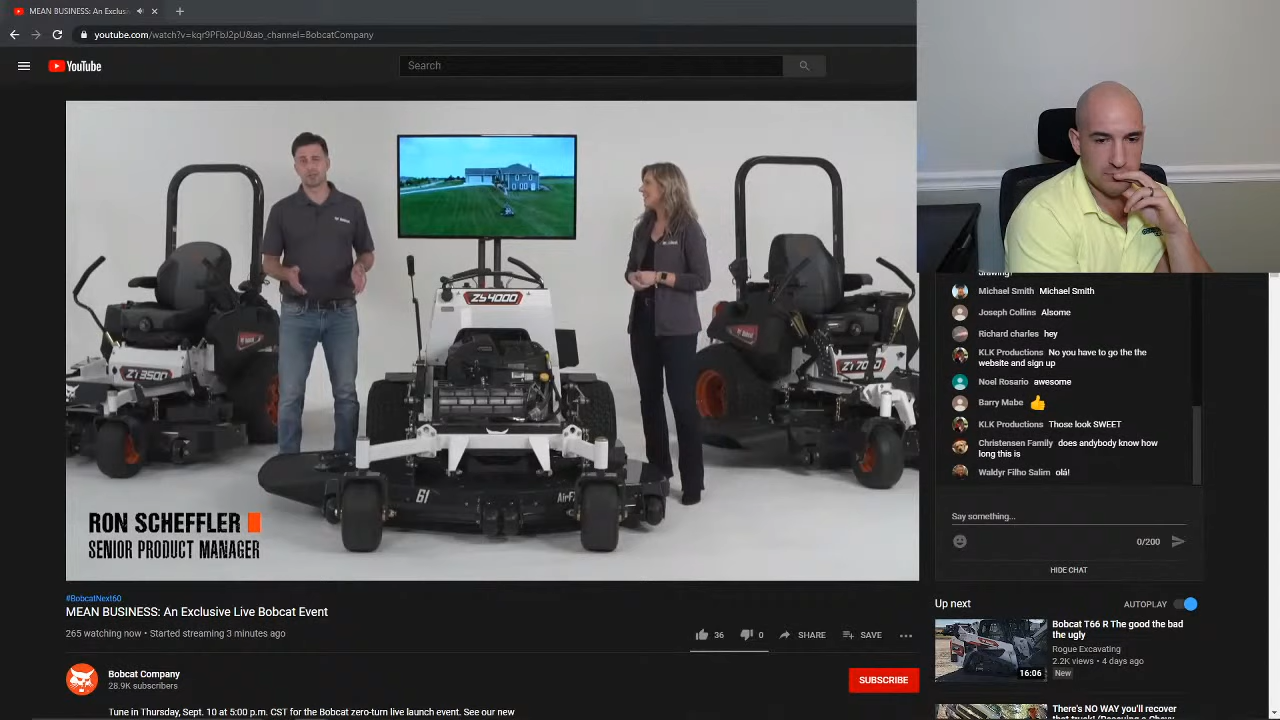 MEAN BUSINESS: An Exclusi
youtube.com/watch?v=kqr9PFbJ2pU&ab_channel=BobcatCompany
YouTube
Search
ZS4000
ZT3500
ZT7000
61
RON SCHEFFLER
SENIOR PRODUCT MANAGER
#BobcatNext60
MEAN BUSINESS: An Exclusive Live Bobcat Event
265 watching now • Started streaming 3 minutes ago
36
0
SHARE
SAVE
Bobcat Company
28.9K subscribers
SUBSCRIBE
Tune in Thursday, Sept. 10 at 5:00 p.m. CST for the Bobcat zero-turn live launch event. See our new
Michael Smith Michael Smith
Joseph Collins Alsome
Richard charles hey
KLK Productions No you have to go the the
website and sign up
Noel Rosario awesome
Barry Mabe 👍
KLK Productions Those look SWEET
Christensen Family does andybody know how
long this is
Waldyr Filho Salim olá!
Say something...
0/200
HIDE CHAT
Up next
AUTOPLAY
Bobcat T66 R The good the bad
the ugly
Rogue Excavating
2.2K views • 4 days ago
New
16:06
There's NO WAY you'll recover